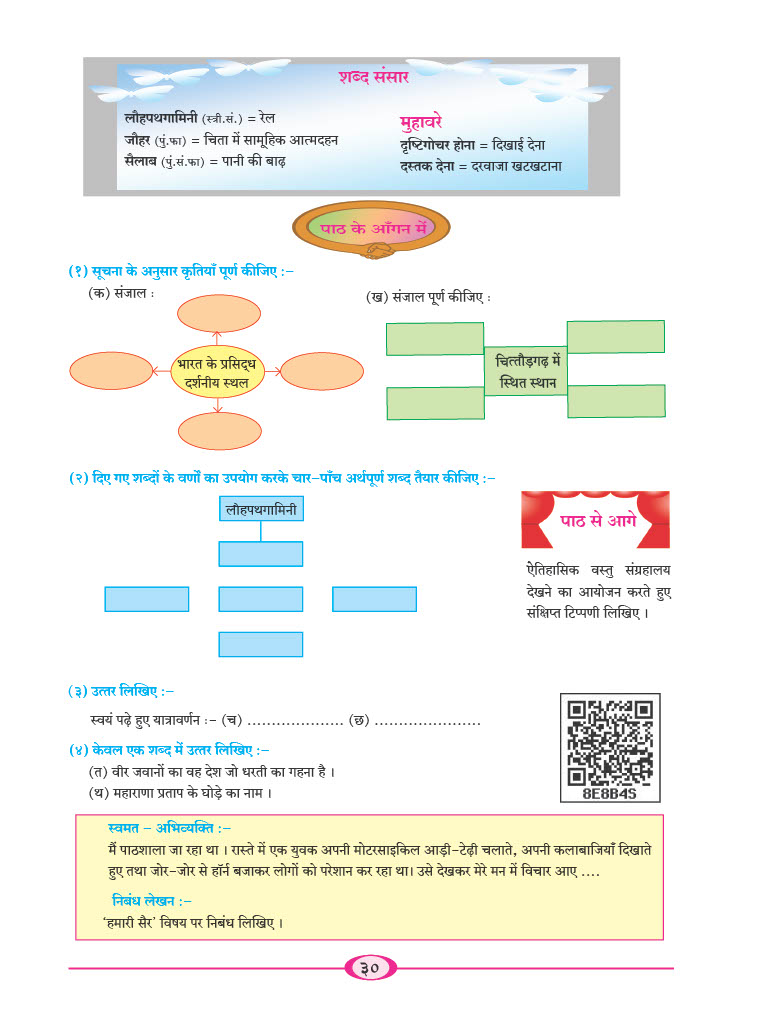 शब्द संसार
लौहपथगामिनी (स्त्री.सं.) = रेल
जौहर (पुं.फा) = चिता में सामूहिक आत्मदहन
सैलाब (पुं.सं.फा) = पानी की बाढ़
मुहावरे
दृष्टिगोचर होना = दिखाई देना
दस्तक देना = दरवाजा खटखटाना
पाठ के आँगन में
(१) सूचना के अनुसार कृतियाँ पूर्ण कीजिए :–
(क) संजाल :
भारत के प्रसिद्ध
दर्शनीय स्थल
(ख) संजाल पूर्ण कीजिए :
चित्तौड़गढ़ में
स्थित स्थान
(२) दिए गए शब्दों के वर्णों का उपयोग करके चार–पाँच अर्थपूर्ण शब्द तैयार कीजिए :–
लौहपथगामिनी
पाठ से आगे
ऐतिहासिक वस्तु संग्रहालय
देखने का आयोजन करते हुए
संक्षिप्त टिप्पणी लिखिए ।
(३) उत्तर लिखिए :–
स्वयं पढ़े हुए यात्रावर्णन :– (च) .................... (छ) ......................
(४) केवल एक शब्द में उत्तर लिखिए :–
(त) वीर जवानों का वह देश जो धरती का गहना है ।
(थ) महाराणा प्रताप के घोड़े का नाम ।
8E8B4S
स्वमत – अभिव्यक्ति :–
मैं पाठशाला जा रहा था । रास्ते में एक युवक अपनी मोटरसाइकिल आड़ी–टेढ़ी चलाते, अपनी कलाबाजियाँ दिखाते
हुए तथा जोर–जोर से हॉर्न बजाकर लोगों को परेशान कर रहा था। उसे देखकर मेरे मन में विचार आए ....
निबंध लेखन :–
‘हमारी सैर’ विषय पर निबंध लिखिए ।
३०